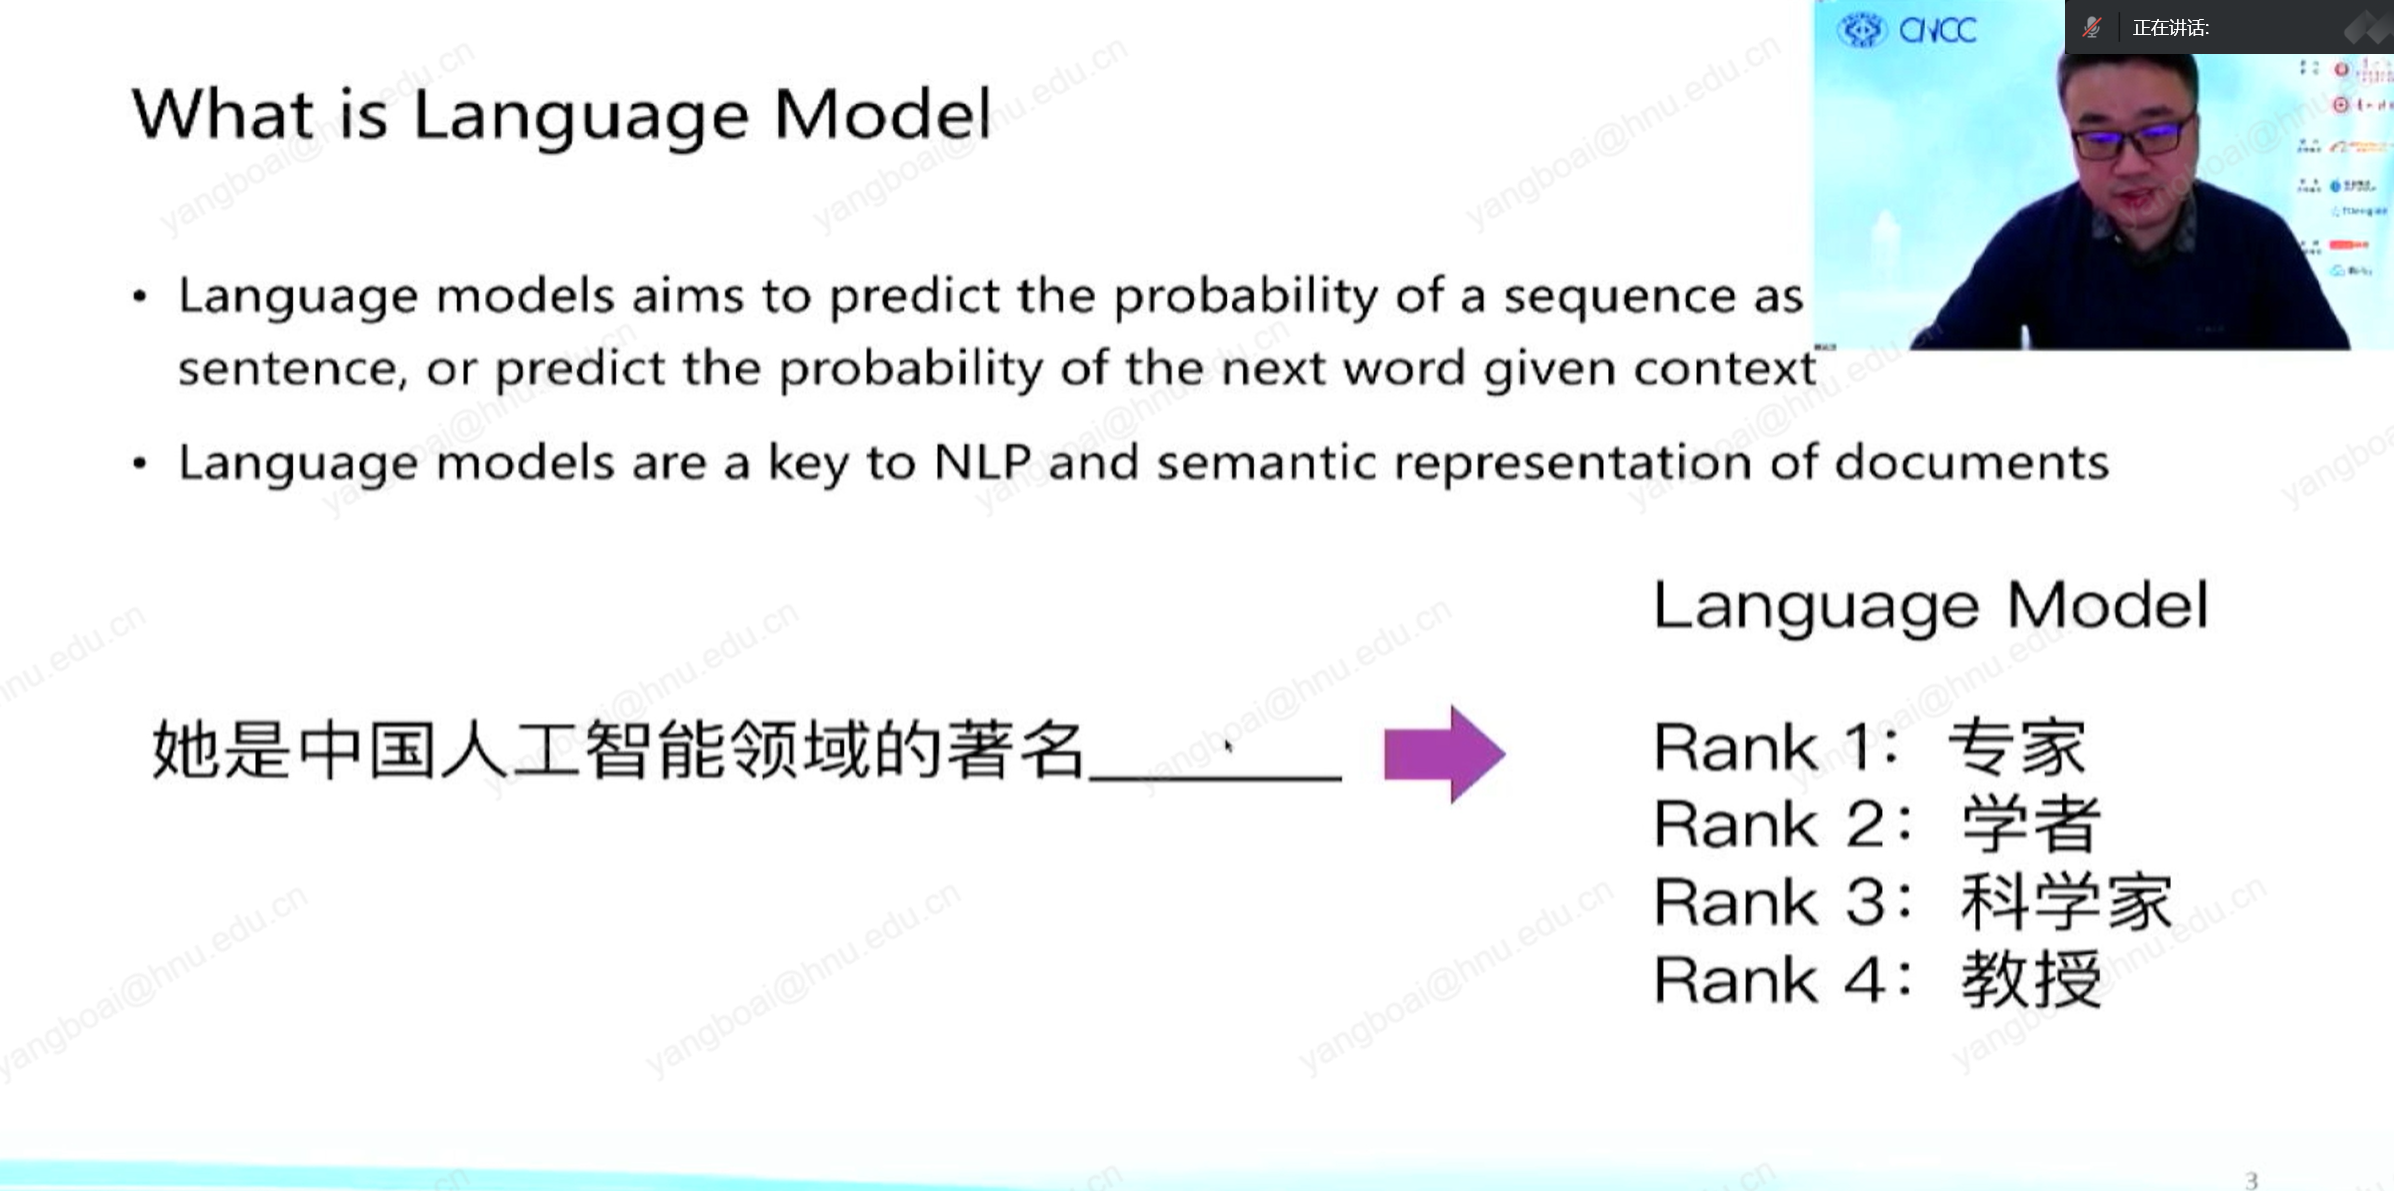 What is Language Model
CNCC
正在讲话:
• Language models aims to predict the probability of a sequence as
sentence, or predict the probability of the next word given context
• Language models are a key to NLP and semantic representation of documents
Language Model
她是中国人工智能领域的著名________
Rank 1：专家
Rank 2：学者
Rank 3：科学家
Rank 4：教授
3
yangboai@hnu.edu.cn